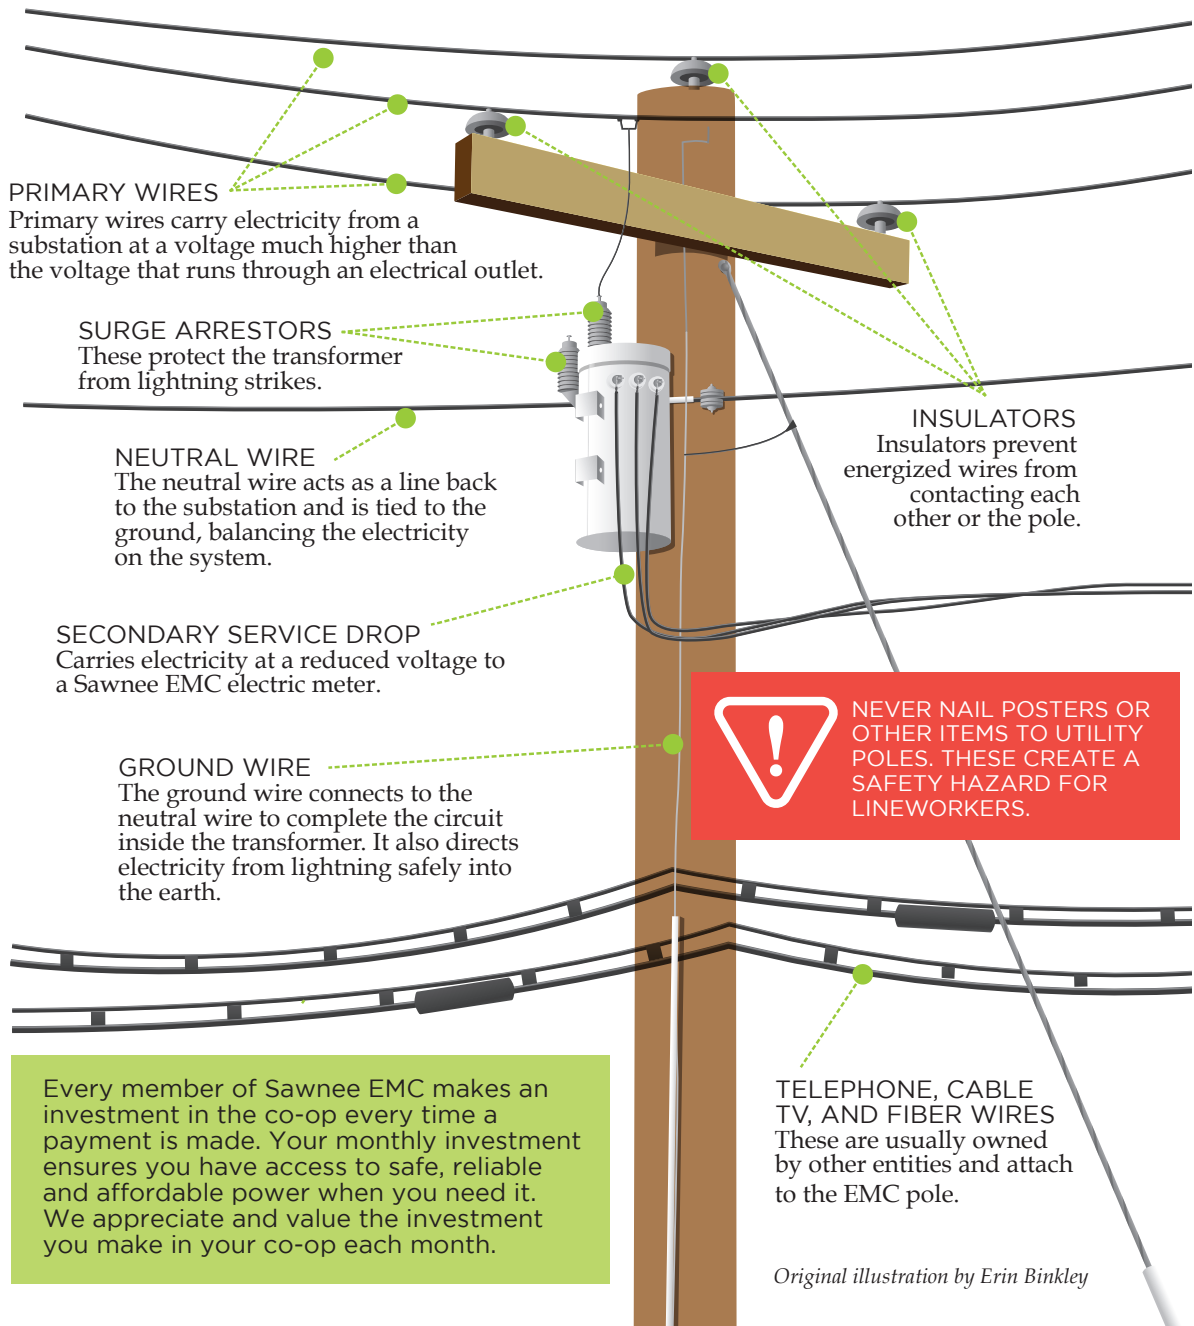 PRIMARY WIRES
Primary wires carry electricity from a
substation at a voltage much higher than
the voltage that runs through an electrical outlet.
SURGE ARRESTORS
These protect the transformer
from lightning strikes.
INSULATORS
Insulators prevent
energized wires from
contacting each
other or the pole.
NEUTRAL WIRE
The neutral wire acts as a line back
to the substation and is tied to the
ground, balancing the electricity
on the system.
SECONDARY SERVICE DROP
Carries electricity at a reduced voltage to
a Sawnee EMC electric meter.
NEVER NAIL POSTERS OR
OTHER ITEMS TO UTILITY
POLES. THESE CREATE A
SAFETY HAZARD FOR
LINEWORKERS.
GROUND WIRE
The ground wire connects to the
neutral wire to complete the circuit
inside the transformer. It also directs
electricity from lightning safely into
the earth.
Every member of Sawnee EMC makes an
investment in the co-op every time a
payment is made. Your monthly investment
ensures you have access to safe, reliable
and affordable power when you need it.
We appreciate and value the investment
you make in your co-op each month.
TELEPHONE, CABLE
TV, AND FIBER WIRES
These are usually owned
by other entities and attach
to the EMC pole.
Original illustration by Erin Binkley